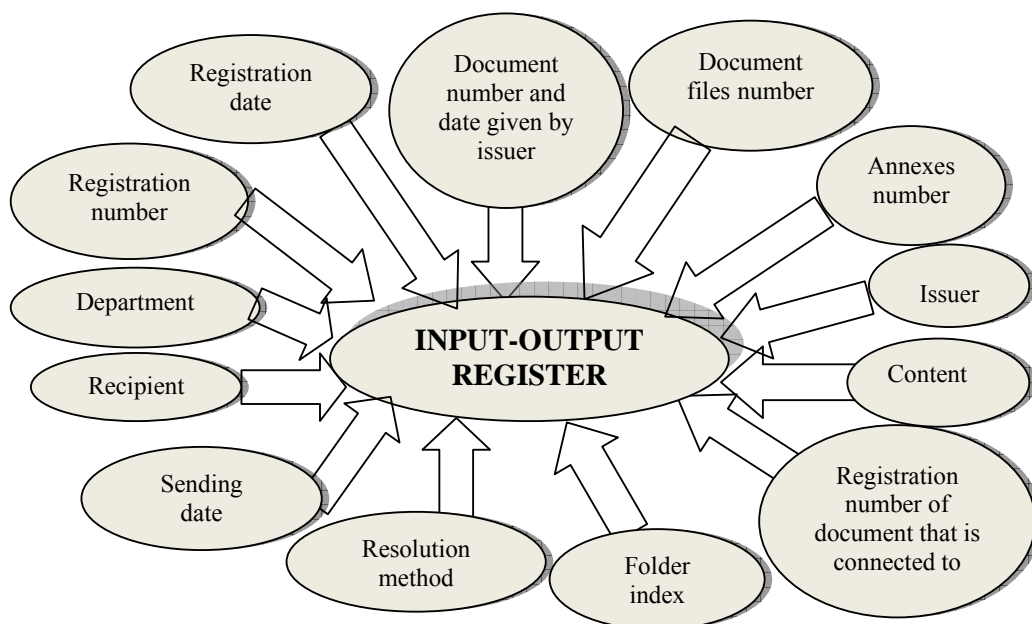 Registration
date
Document
number and
date given by
issuer
Document
files number
Annexes
number
Registration
number
Issuer
Department
INPUT-OUTPUT
REGISTER
Content
Recipient
Sending
date
Registration
number of
document that is
connected to
Resolution
method
Folder
index